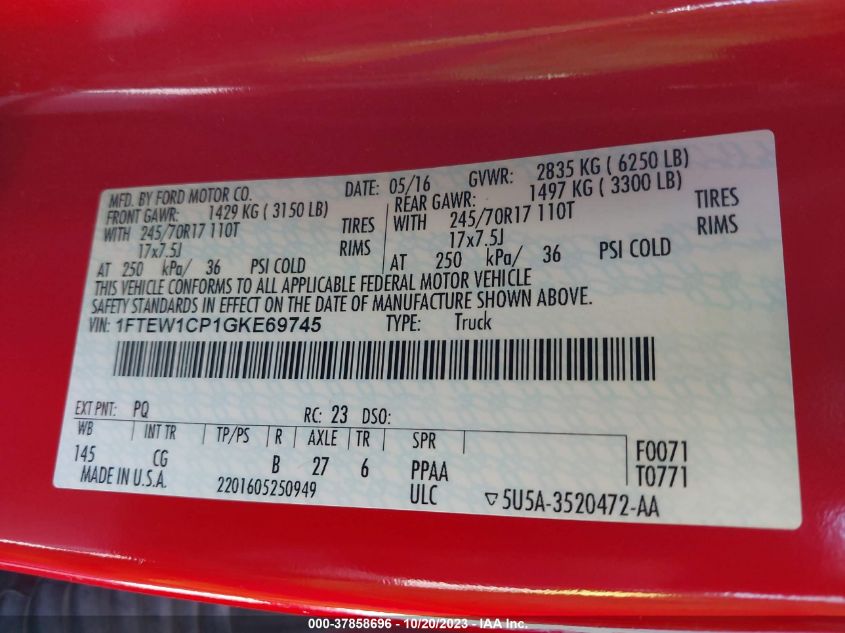 MFD. BY FORD MOTOR CO. DATE: 05/16 GVWR: 2835 KG ( 6250 LB)
FRONT GAWR: 1429 KG ( 3150 LB) REAR GAWR: 1497 KG ( 3300 LB)
WITH 245/70R17 110T TIRES WITH 245/70R17 110T TIRES
17x7.5J RIMS 17x7.5J RIMS
AT 250 kPa/ 36 PSI COLD AT 250 kPa/ 36 PSI COLD
THIS VEHICLE CONFORMS TO ALL APPLICABLE FEDERAL MOTOR VEHICLE
SAFETY STANDARDS IN EFFECT ON THE DATE OF MANUFACTURE SHOWN ABOVE.
VIN: 1FTEW1CP1GKE69745 TYPE: Truck
EXT PNT: PQ RC: 23 DSO:
WB INT TR TP/PS R AXLE TR SPR F0071
145 CG B 27 6 PPAA T0771
MADE IN U.S.A. 2201605250949 ULC ▽5U5A-3520472-AA
000-37858696 - 10/20/2023 - IAA Inc.